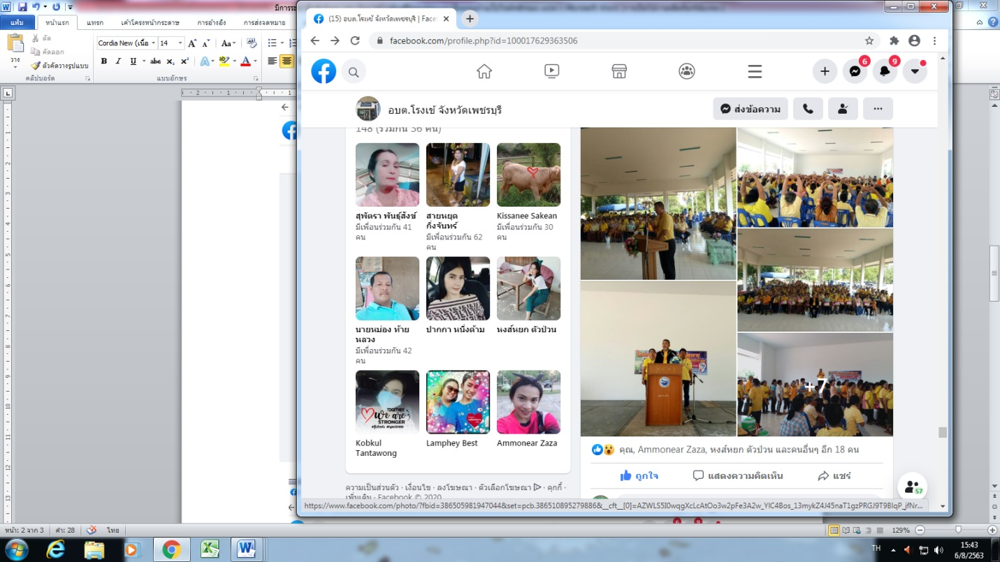 มีการระ
แฟ้ม หน้าแรก แทรก เค้าโครงหน้ากระดาษ การอ้างอิง การส่งจดหมาย
วาง
ตัด
คัดลอก
ตัวคัดวางรูปแบบ
คลิปบอร์ด
Cordia New (เนื้อ 14
แบบอักษร
(15) อบต.โรงเข้ จังหวัดเพชรบุรี | Fac
facebook.com/profile.php?id=100017629363506
6 9
อบต.โรงเข้ จังหวัดเพชรบุรี
ส่งข้อความ
148 (ร่วมกัน 36 คน)
สุพัตรา พันธุ์สังข์
มีเพื่อนร่วมกัน 41
คน
สายหยุด
กิ่งจันทร์
มีเพื่อนร่วมกัน 62
คน
Kissanee Sakean
มีเพื่อนร่วมกัน 30
คน
นายหม่อง ท้าย
หลวง
มีเพื่อนร่วมกัน 42
คน
ปากกา หนึ่งด้าม
หงส์หยก ตัวป่วน
TOGETHER
We are
STRONGER
Kobkul
Tantawong
Lamphey Best
Ammonear Zaza
+7
คุณ, Ammonear Zaza, หงส์หยก ตัวป่วน และคนอื่นๆ อีก 18 คน
ถูกใจ แสดงความคิดเห็น แชร์
ความเป็นส่วนตัว · เงื่อนไข · ลงโฆษณา · ตัวเลือกโฆษณา · คุกกี้ ·
เพิ่มเติม · Facebook © 2020
57
หน้า: 2 จาก 3 คำ: 28 ไทย
129%
TH
15:43
6/8/2563